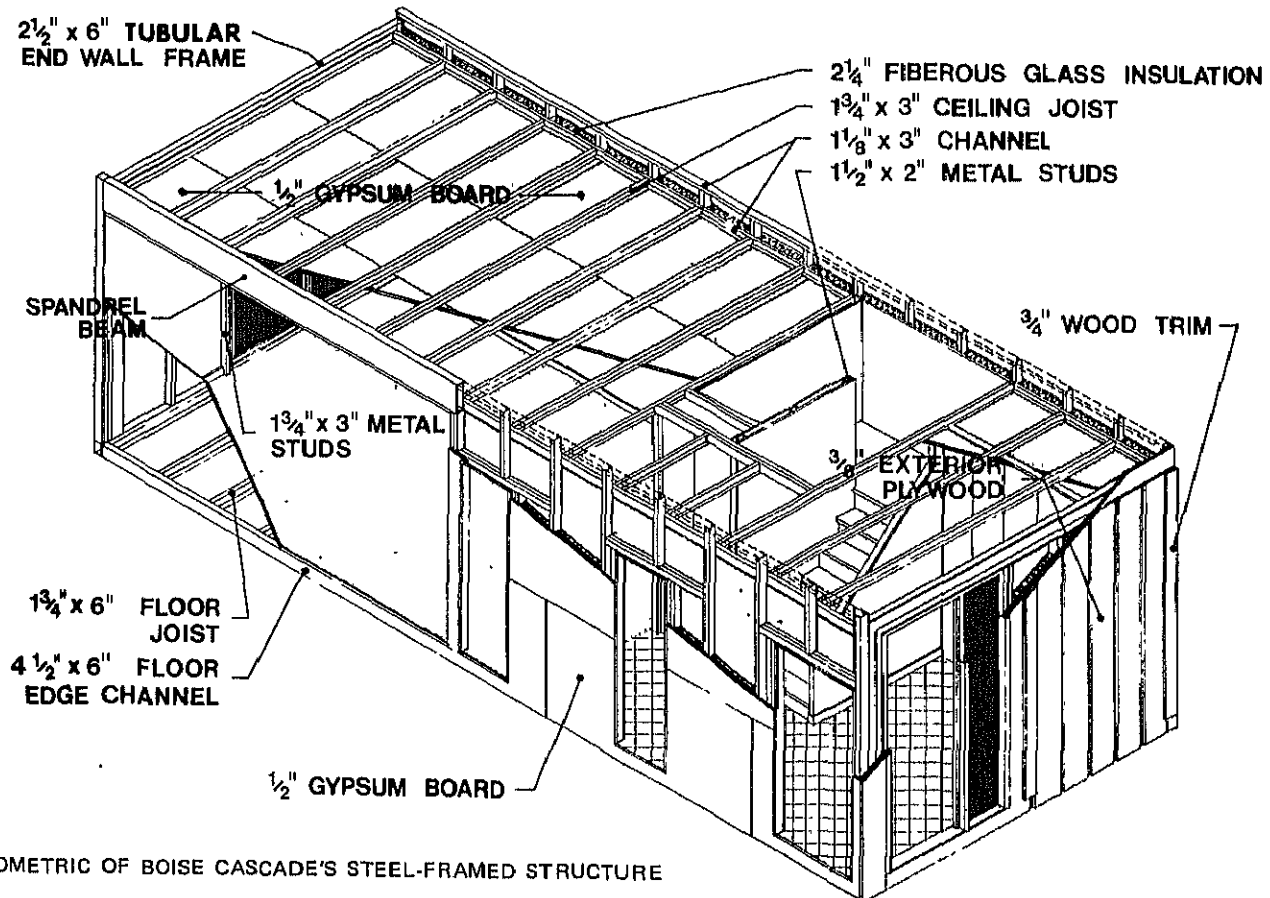 2½" x 6" TUBULAR
END WALL FRAME
2¼" FIBEROUS GLASS INSULATION
1¾" x 3" CEILING JOIST
1⅛" x 3" CHANNEL
1½" x 2" METAL STUDS
½" GYPSUM BOARD
SPANDREL
BEAM
¾" WOOD TRIM
1¾" x 3" METAL
STUDS
⅜" EXTERIOR
PLYWOOD
1¾" x 6" FLOOR
JOIST
4 ½" x 6" FLOOR
EDGE CHANNEL
½" GYPSUM BOARD
OMETRIC OF BOISE CASCADE'S STEEL-FRAMED STRUCTURE